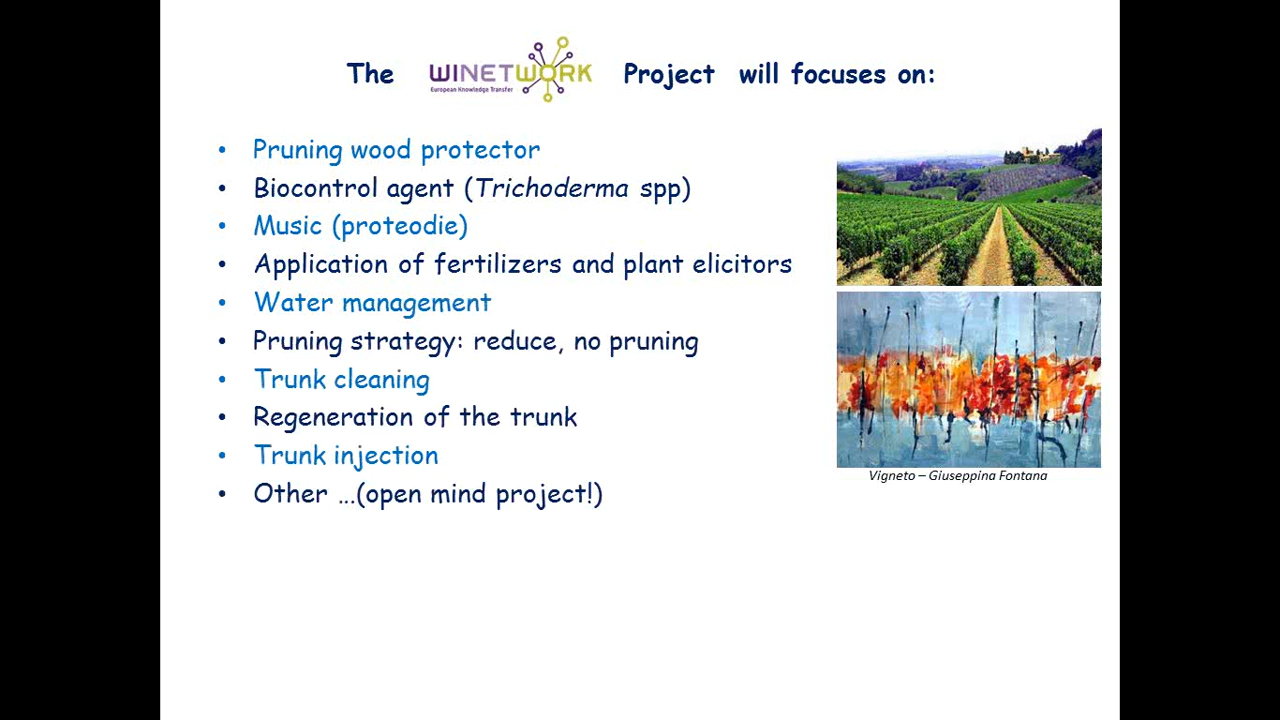 The WINETWORK Project will focuses on:
European Knowledge Transfer
• Pruning wood protector
• Biocontrol agent (Trichoderma spp)
• Music (proteodie)
• Application of fertilizers and plant elicitors
• Water management
• Pruning strategy: reduce, no pruning
• Trunk cleaning
• Regeneration of the trunk
• Trunk injection
• Other …(open mind project!)
Vigneto – Giuseppina Fontana